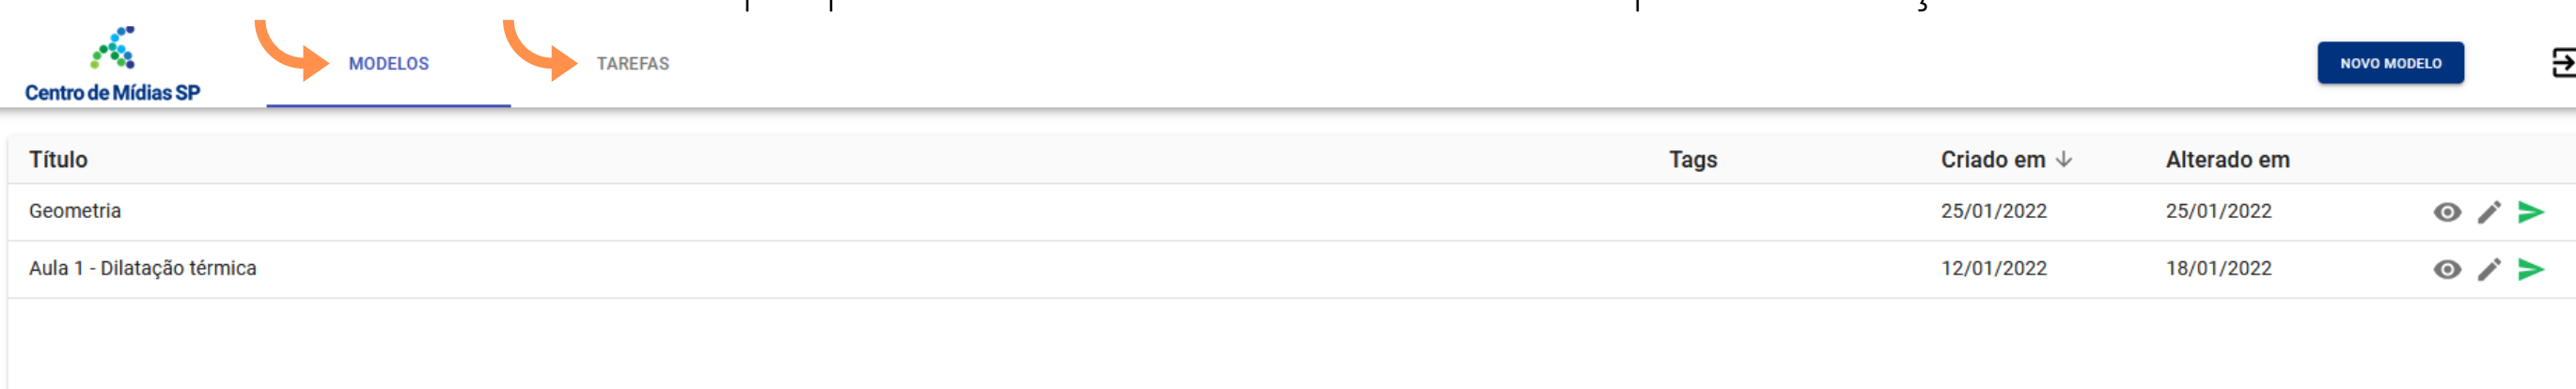 MODELOS TAREFAS NOVO MODELO
Centro de Mídias SP
Título Tags Criado em Alterado em
Geometria 25/01/2022 25/01/2022
Aula 1 - Dilatação térmica 12/01/2022 18/01/2022